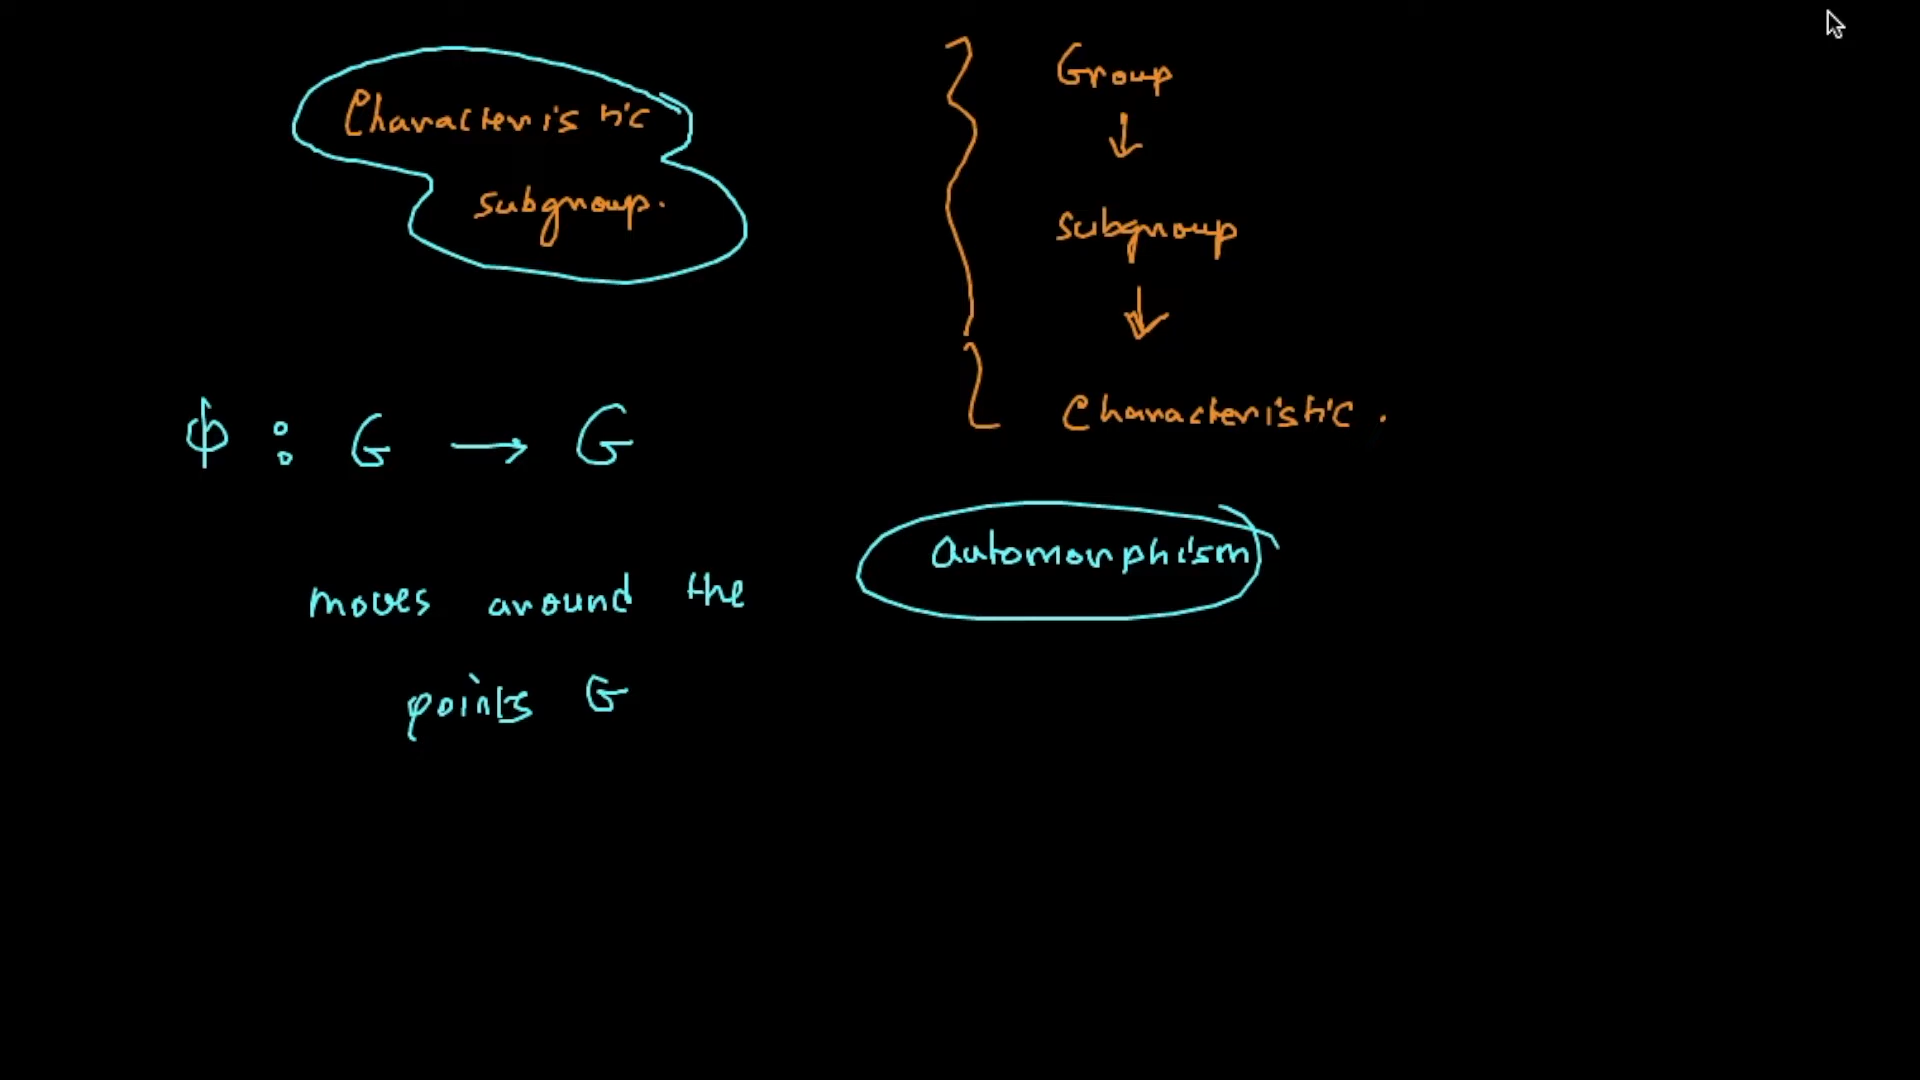 Characteristic
subgroup.
Group
↓
Subgroup
↓
Characteristic.
ϕ : G → G
automorphism
moves around the
points G